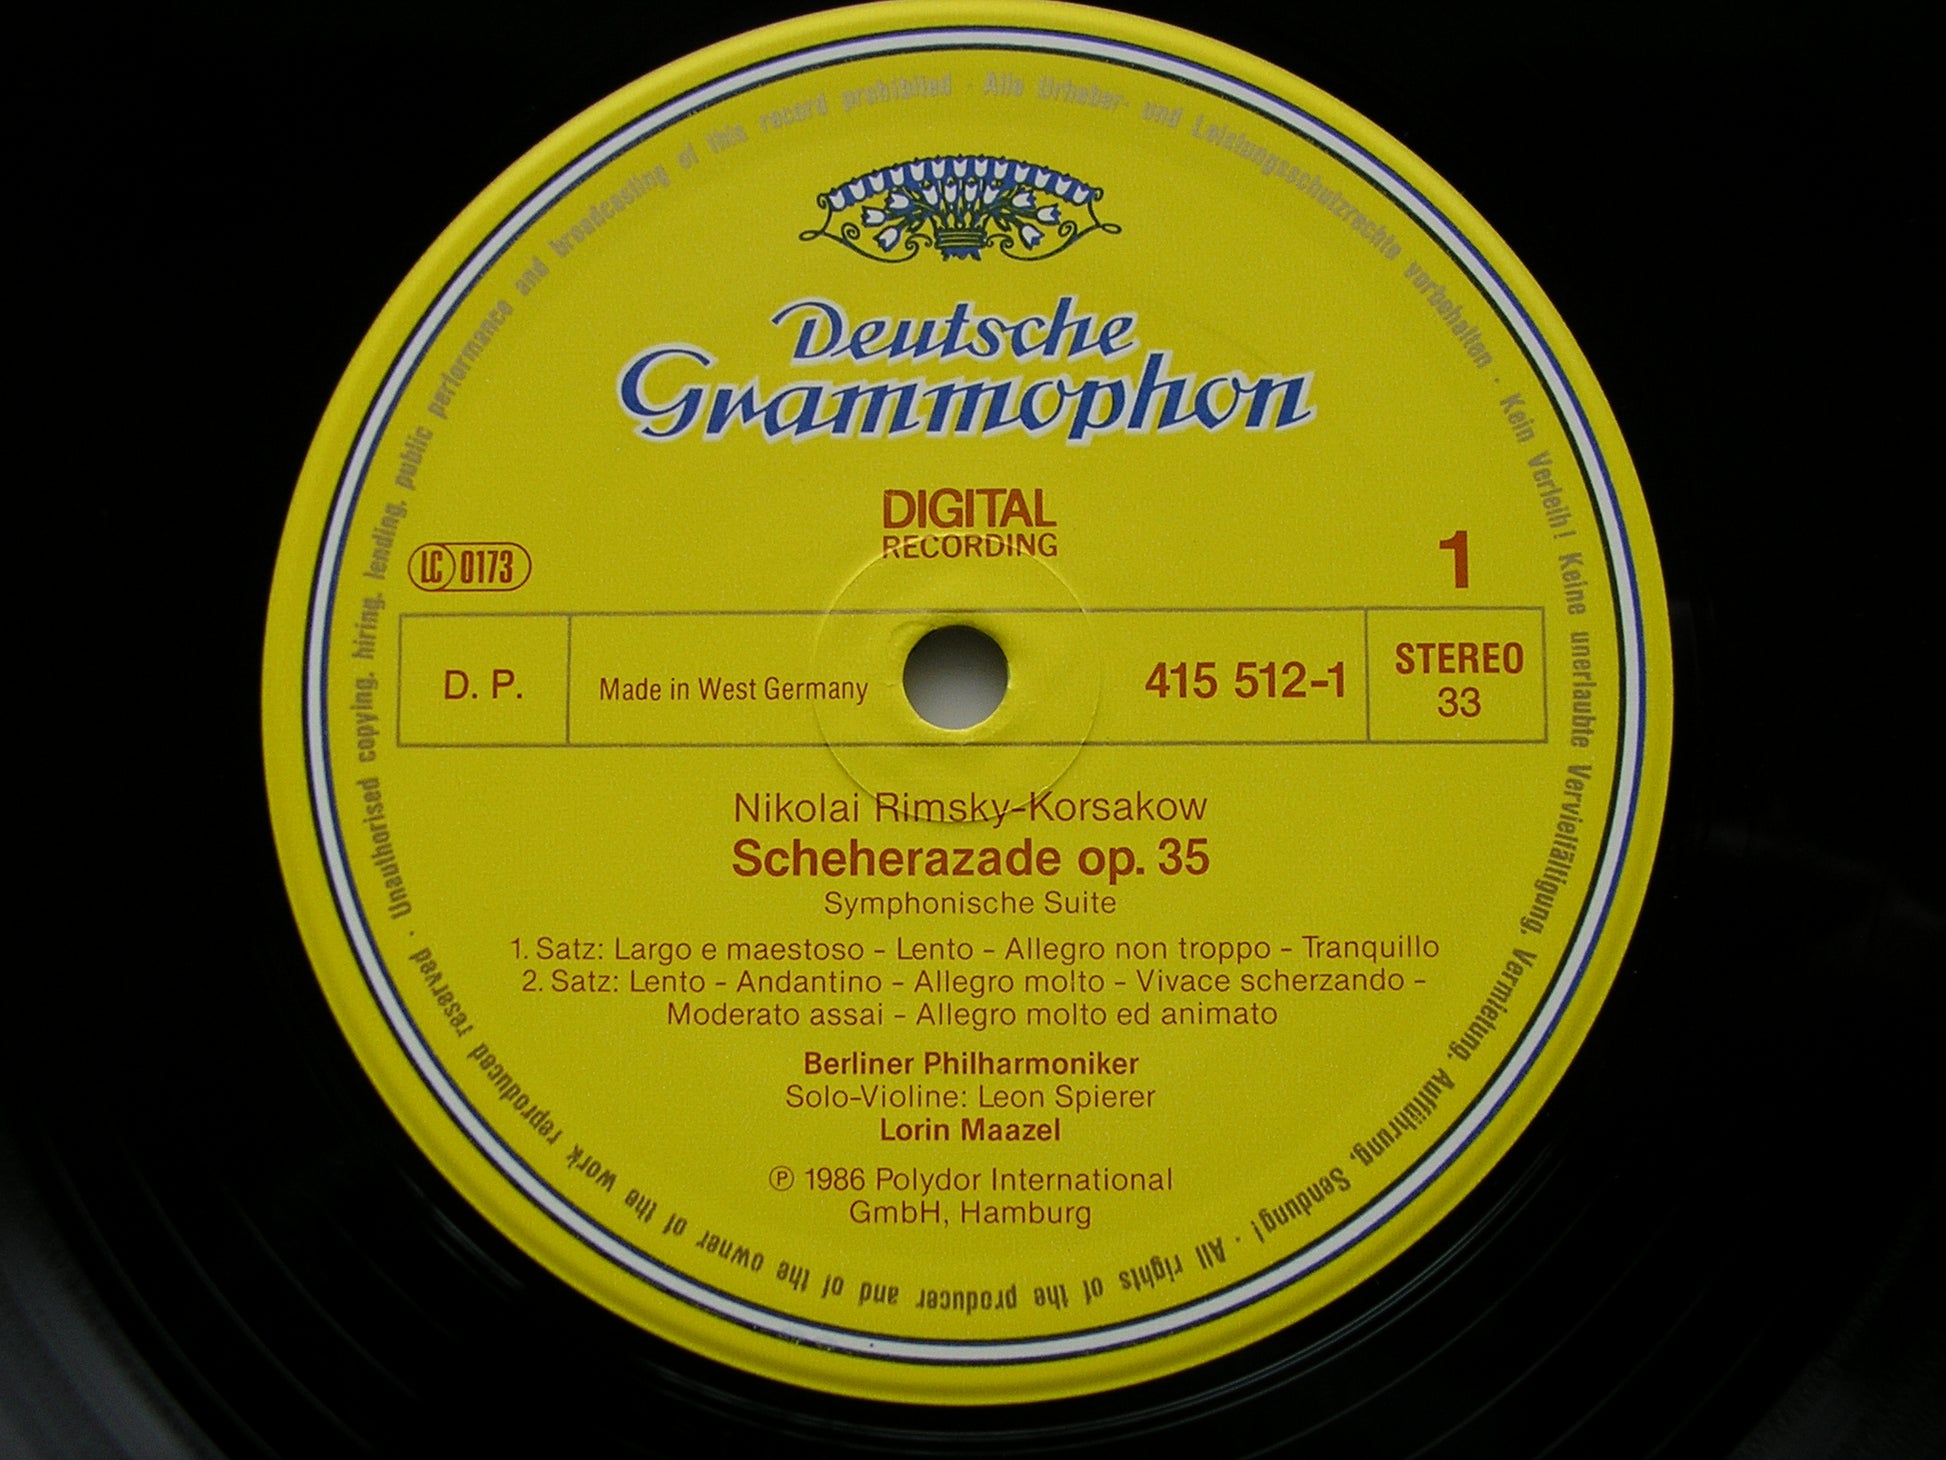 Deutsche
Grammophon
DIGITAL
RECORDING
LC 0173
1
D. P.
Made in West Germany
415 512-1
STEREO
33
Nikolai Rimsky-Korsakow
Scheherazade op. 35
Symphonische Suite
1. Satz: Largo e maestoso – Lento – Allegro non troppo – Tranquillo
2. Satz: Lento – Andantino – Allegro molto – Vivace scherzando –
Moderato assai – Allegro molto ed animato
Berliner Philharmoniker
Solo-Violine: Leon Spierer
Lorin Maazel
℗ 1986 Polydor International
GmbH, Hamburg
Alle Urheber- und Leistungsschutzrechte vorbehalten · Kein Verleih! Keine unerlaubte Vervielfältigung, Vermietung, Aufführung, Sendung! · All rights of the producer and of the owner of the work reproduced reserved · Unauthorised copying, hiring, lending, public performance and broadcasting of this record prohibited ·